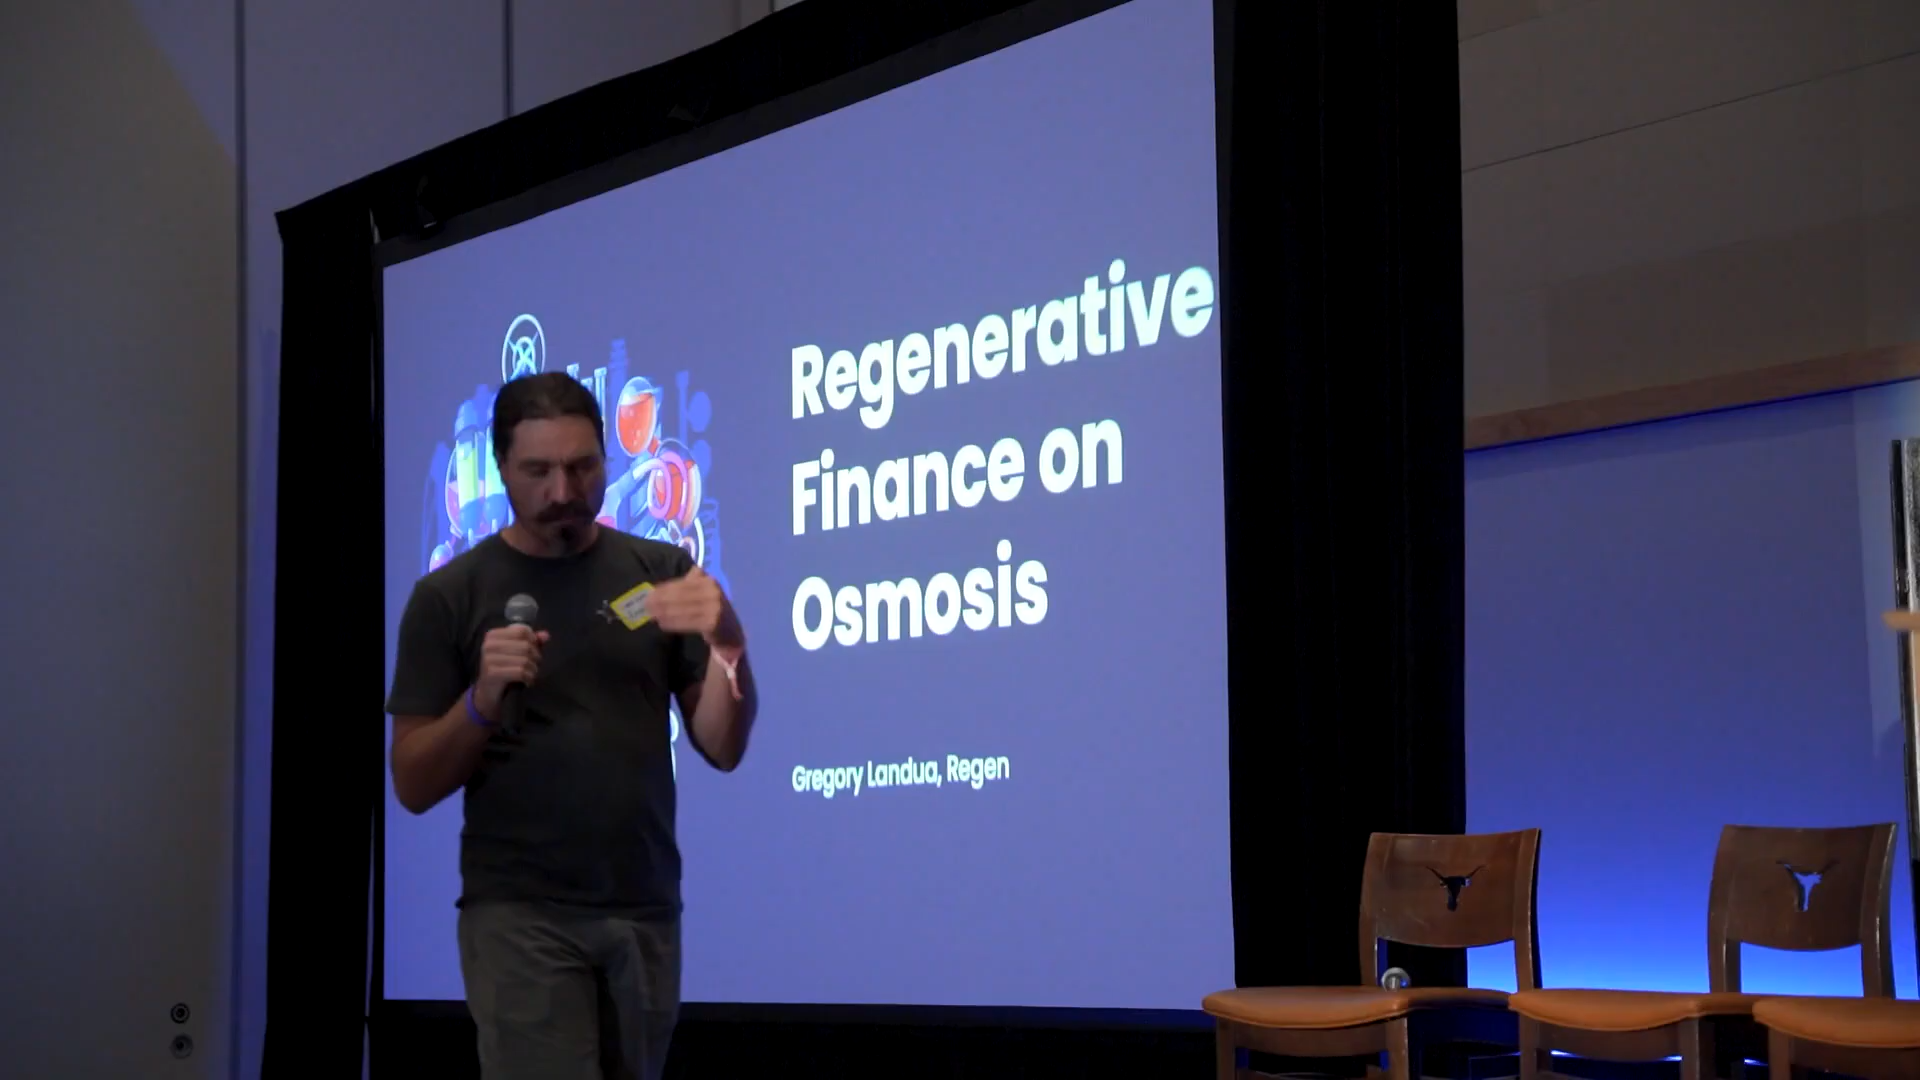 Regenerative
Finance on
Osmosis
Gregory Landua, Regen